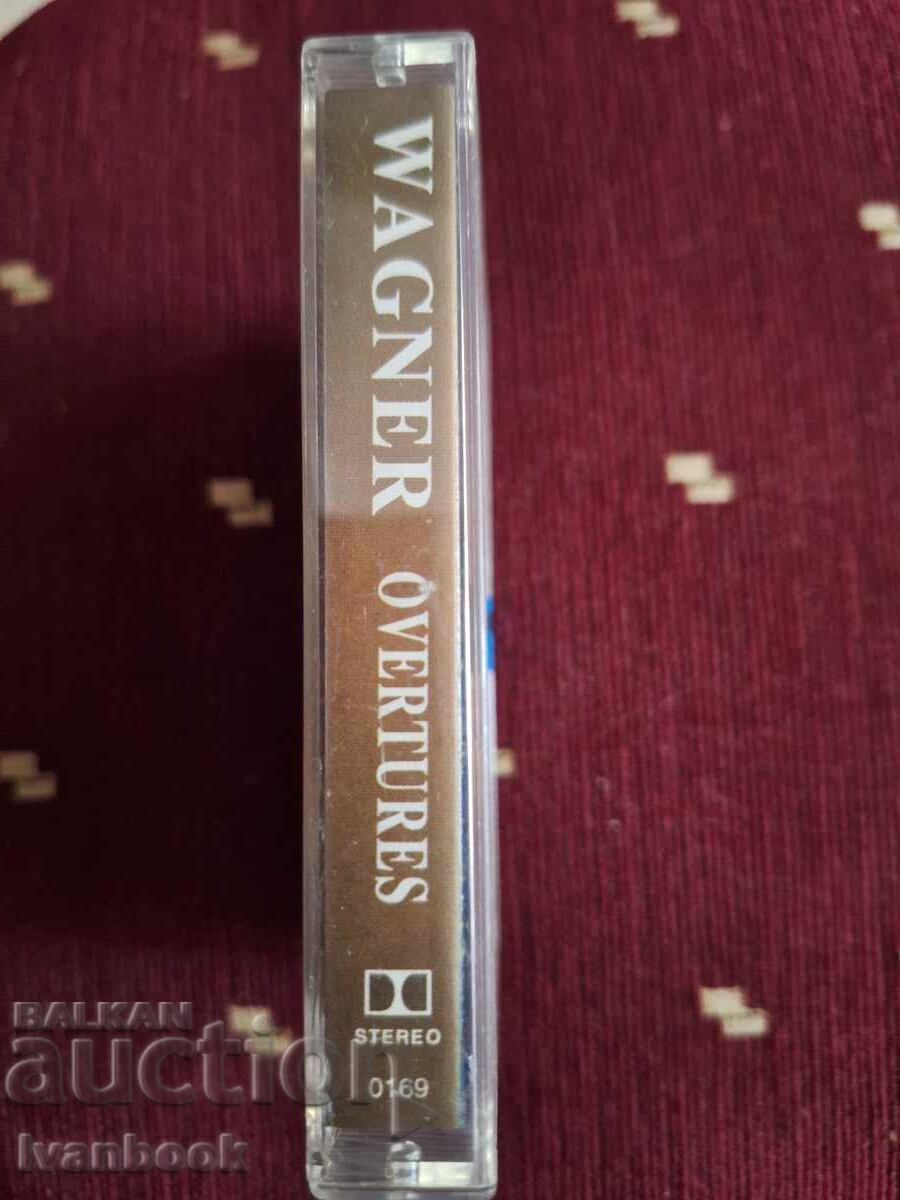 WAGNER OVERTURES
STEREO
0169
BALKAN
auction
Ivanbook